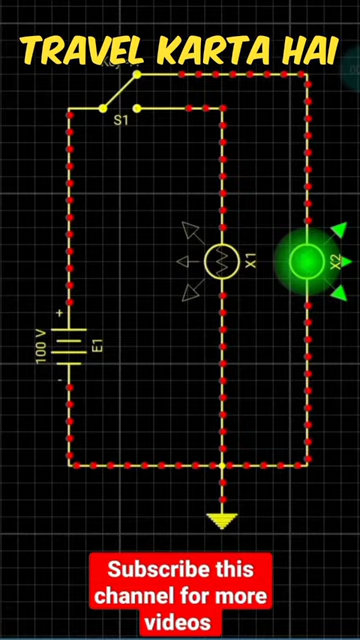 TRAVEL KARTA HAI
S1
X1
X2
+
100 V
E1
-
Subscribe this
channel for more
videos